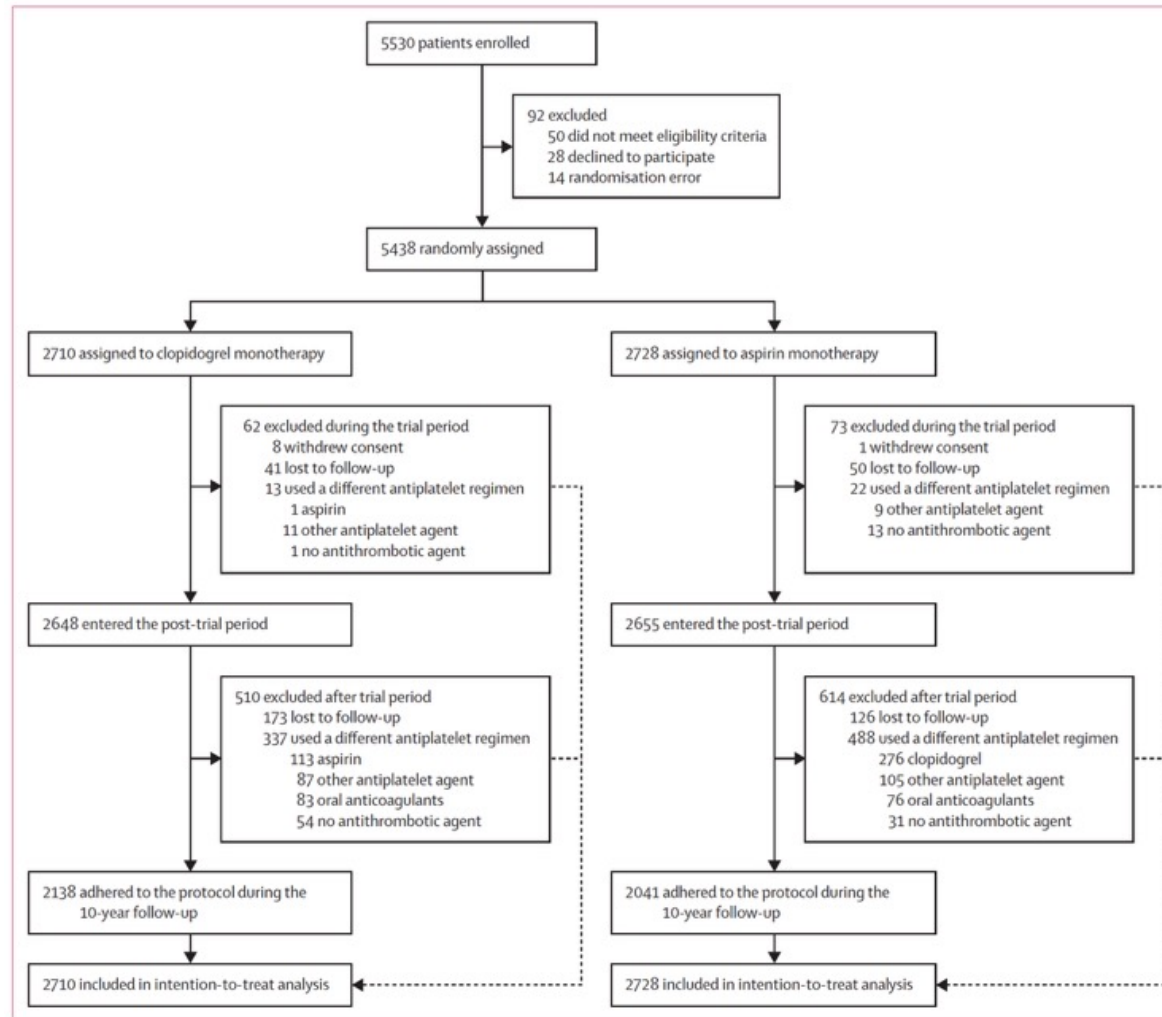 5530 patients enrolled
92 excluded
50 did not meet eligibility criteria
28 declined to participate
14 randomisation error
5438 randomly assigned
2710 assigned to clopidogrel monotherapy
2728 assigned to aspirin monotherapy
62 excluded during the trial period
8 withdrew consent
41 lost to follow-up
13 used a different antiplatelet regimen
1 aspirin
11 other antiplatelet agent
1 no antithrombotic agent
73 excluded during the trial period
1 withdrew consent
50 lost to follow-up
22 used a different antiplatelet regimen
9 other antiplatelet agent
13 no antithrombotic agent
2648 entered the post-trial period
2655 entered the post-trial period
510 excluded after trial period
173 lost to follow-up
337 used a different antiplatelet regimen
113 aspirin
87 other antiplatelet agent
83 oral anticoagulants
54 no antithrombotic agent
614 excluded after trial period
126 lost to follow-up
488 used a different antiplatelet regimen
276 clopidogrel
105 other antiplatelet agent
76 oral anticoagulants
31 no antithrombotic agent
2138 adhered to the protocol during the
10-year follow-up
2041 adhered to the protocol during the
10-year follow-up
2710 included in intention-to-treat analysis
2728 included in intention-to-treat analysis